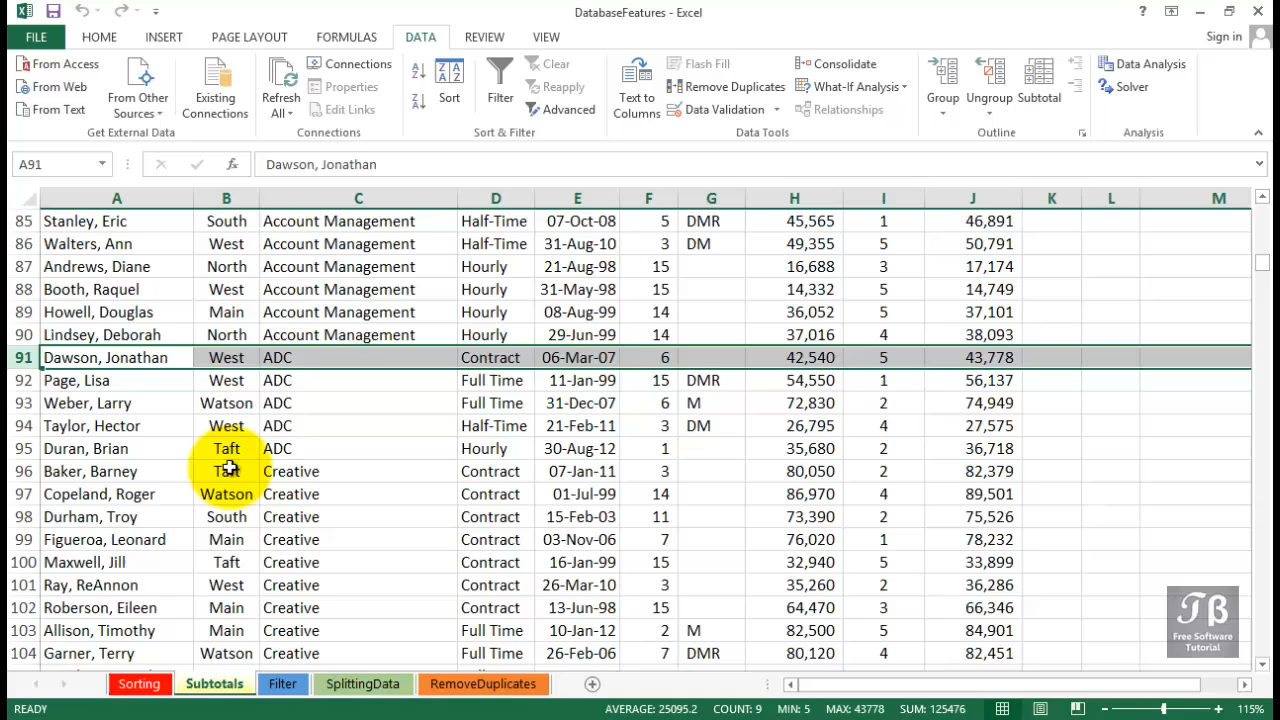 DatabaseFeatures - Excel
FILE HOME INSERT PAGE LAYOUT FORMULAS DATA REVIEW VIEW Sign in
From Access
From Web
From Text
From Other Sources
Existing Connections
Get External Data
Refresh All
Connections
Properties
Edit Links
Connections
Sort
Filter
Clear
Reapply
Advanced
Sort & Filter
Text to Columns
Flash Fill
Remove Duplicates
Data Validation
Consolidate
What-If Analysis
Relationships
Data Tools
Group
Ungroup
Subtotal
Outline
Data Analysis
Solver
Analysis
A91 fx Dawson, Jonathan
A B C D E F G H I J K L M
85 Stanley, Eric South Account Management Half-Time 07-Oct-08 5 DMR 45,565 1 46,891
86 Walters, Ann West Account Management Half-Time 31-Aug-10 3 DM 49,355 5 50,791
87 Andrews, Diane North Account Management Hourly 21-Aug-98 15 16,688 3 17,174
88 Booth, Raquel West Account Management Hourly 31-May-98 15 14,332 5 14,749
89 Howell, Douglas Main Account Management Hourly 08-Aug-99 14 36,052 5 37,101
90 Lindsey, Deborah North Account Management Hourly 29-Jun-99 14 37,016 4 38,093
91 Dawson, Jonathan West ADC Contract 06-Mar-07 6 42,540 5 43,778
92 Page, Lisa West ADC Full Time 11-Jan-99 15 DMR 54,550 1 56,137
93 Weber, Larry Watson ADC Full Time 31-Dec-07 6 M 72,830 2 74,949
94 Taylor, Hector West ADC Half-Time 21-Feb-11 3 DM 26,795 4 27,575
95 Duran, Brian Taft ADC Hourly 30-Aug-12 1 35,680 2 36,718
96 Baker, Barney Taft Creative Contract 07-Jan-11 3 80,050 2 82,379
97 Copeland, Roger Watson Creative Contract 01-Jul-99 14 86,970 4 89,501
98 Durham, Troy South Creative Contract 15-Feb-03 11 73,390 2 75,526
99 Figueroa, Leonard Main Creative Contract 03-Nov-06 7 76,020 1 78,232
100 Maxwell, Jill Taft Creative Contract 16-Jan-99 15 32,940 5 33,899
101 Ray, ReAnnon West Creative Contract 26-Mar-10 3 35,260 2 36,286
102 Roberson, Eileen Main Creative Contract 13-Jun-98 15 64,470 3 66,346
103 Allison, Timothy Main Creative Full Time 10-Jan-12 2 M 82,500 5 84,901
104 Garner, Terry Watson Creative Full Time 26-Feb-06 7 DMR 80,120 4 82,451
Free Software
Tutorial
Sorting Subtotals Filter SplittingData RemoveDuplicates
READY AVERAGE: 25095.2 COUNT: 9 MIN: 5 MAX: 43778 SUM: 125476 115%